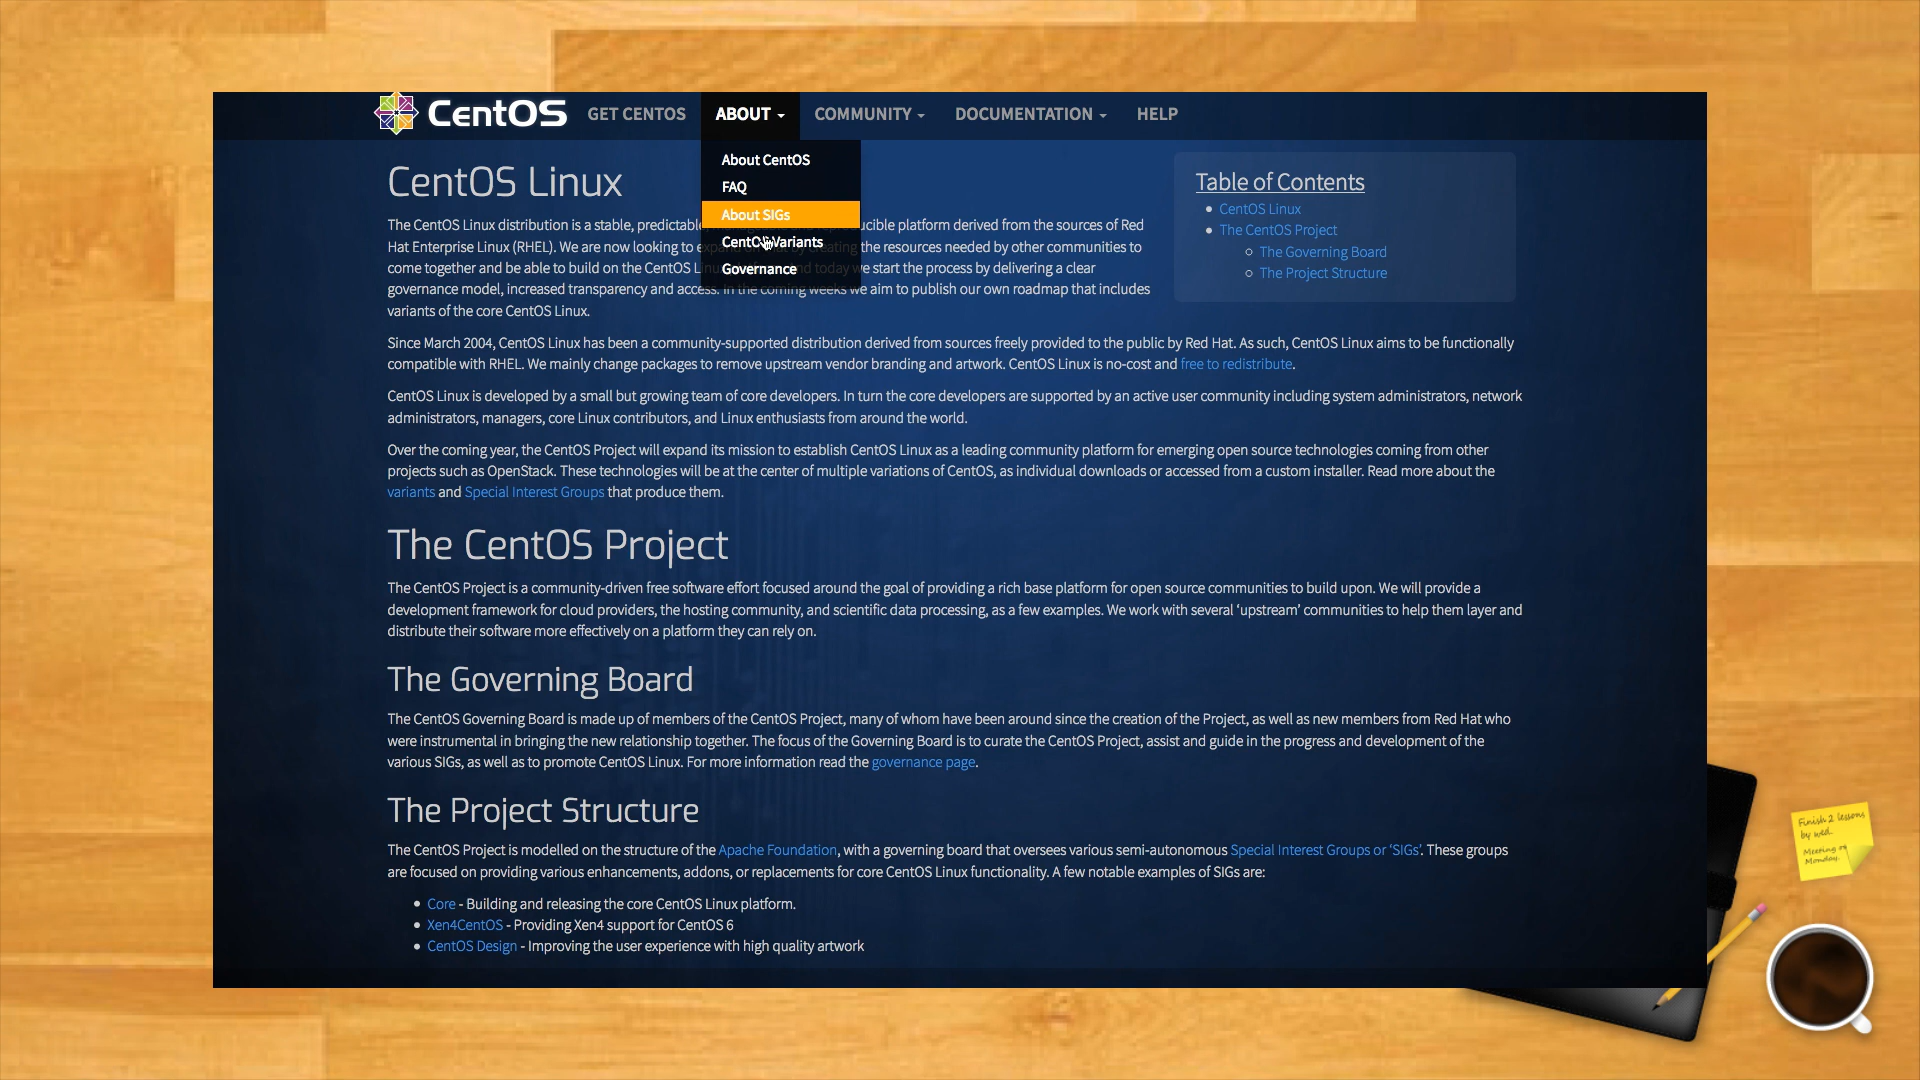 CentOS GET CENTOS ABOUT COMMUNITY DOCUMENTATION HELP
About CentOS
FAQ
About SIGs
CentOS Variants
Governance
CentOS Linux
The CentOS Linux distribution is a stable, predictable, ucible platform derived from the sources of Red
Hat Enterprise Linux (RHEL). We are now looking to the resources needed by other communities to
come together and be able to build on the CentOS Lin we start the process by delivering a clear
governance model, increased transparency and access. In the coming weeks we aim to publish our own roadmap that includes
variants of the core CentOS Linux.
Table of Contents
CentOS Linux
The CentOS Project
The Governing Board
The Project Structure
Since March 2004, CentOS Linux has been a community-supported distribution derived from sources freely provided to the public by Red Hat. As such, CentOS Linux aims to be functionally
compatible with RHEL. We mainly change packages to remove upstream vendor branding and artwork. CentOS Linux is no-cost and free to redistribute.
CentOS Linux is developed by a small but growing team of core developers. In turn the core developers are supported by an active user community including system administrators, network
administrators, managers, core Linux contributors, and Linux enthusiasts from around the world.
Over the coming year, the CentOS Project will expand its mission to establish CentOS Linux as a leading community platform for emerging open source technologies coming from other
projects such as OpenStack. These technologies will be at the center of multiple variations of CentOS, as individual downloads or accessed from a custom installer. Read more about the
variants and Special Interest Groups that produce them.
The CentOS Project
The CentOS Project is a community-driven free software effort focused around the goal of providing a rich base platform for open source communities to build upon. We will provide a
development framework for cloud providers, the hosting community, and scientific data processing, as a few examples. We work with several ‘upstream’ communities to help them layer and
distribute their software more effectively on a platform they can rely on.
The Governing Board
The CentOS Governing Board is made up of members of the CentOS Project, many of whom have been around since the creation of the Project, as well as new members from Red Hat who
were instrumental in bringing the new relationship together. The focus of the Governing Board is to curate the CentOS Project, assist and guide in the progress and development of the
various SIGs, as well as to promote CentOS Linux. For more information read the governance page.
The Project Structure
The CentOS Project is modelled on the structure of the Apache Foundation, with a governing board that oversees various semi-autonomous Special Interest Groups or ‘SIGs’. These groups
are focused on providing various enhancements, addons, or replacements for core CentOS Linux functionality. A few notable examples of SIGs are:
Core - Building and releasing the core CentOS Linux platform.
Xen4CentOS - Providing Xen4 support for CentOS 6
CentOS Design - Improving the user experience with high quality artwork
Finish 2 lessons
by wed.
Meeting
Monday.